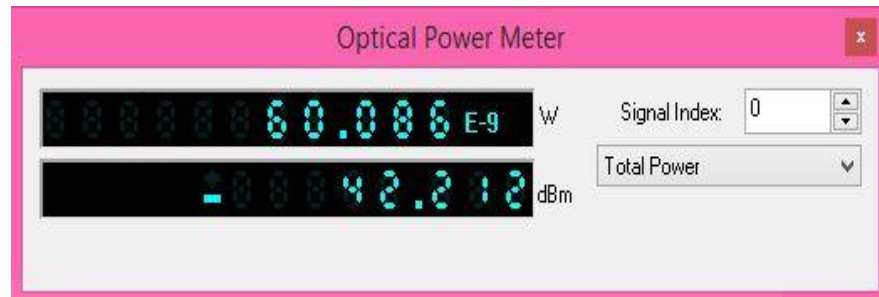 Optical Power Meter
x
60.086 E-9 W
Signal Index: 0
- 42.212 dBm
Total Power